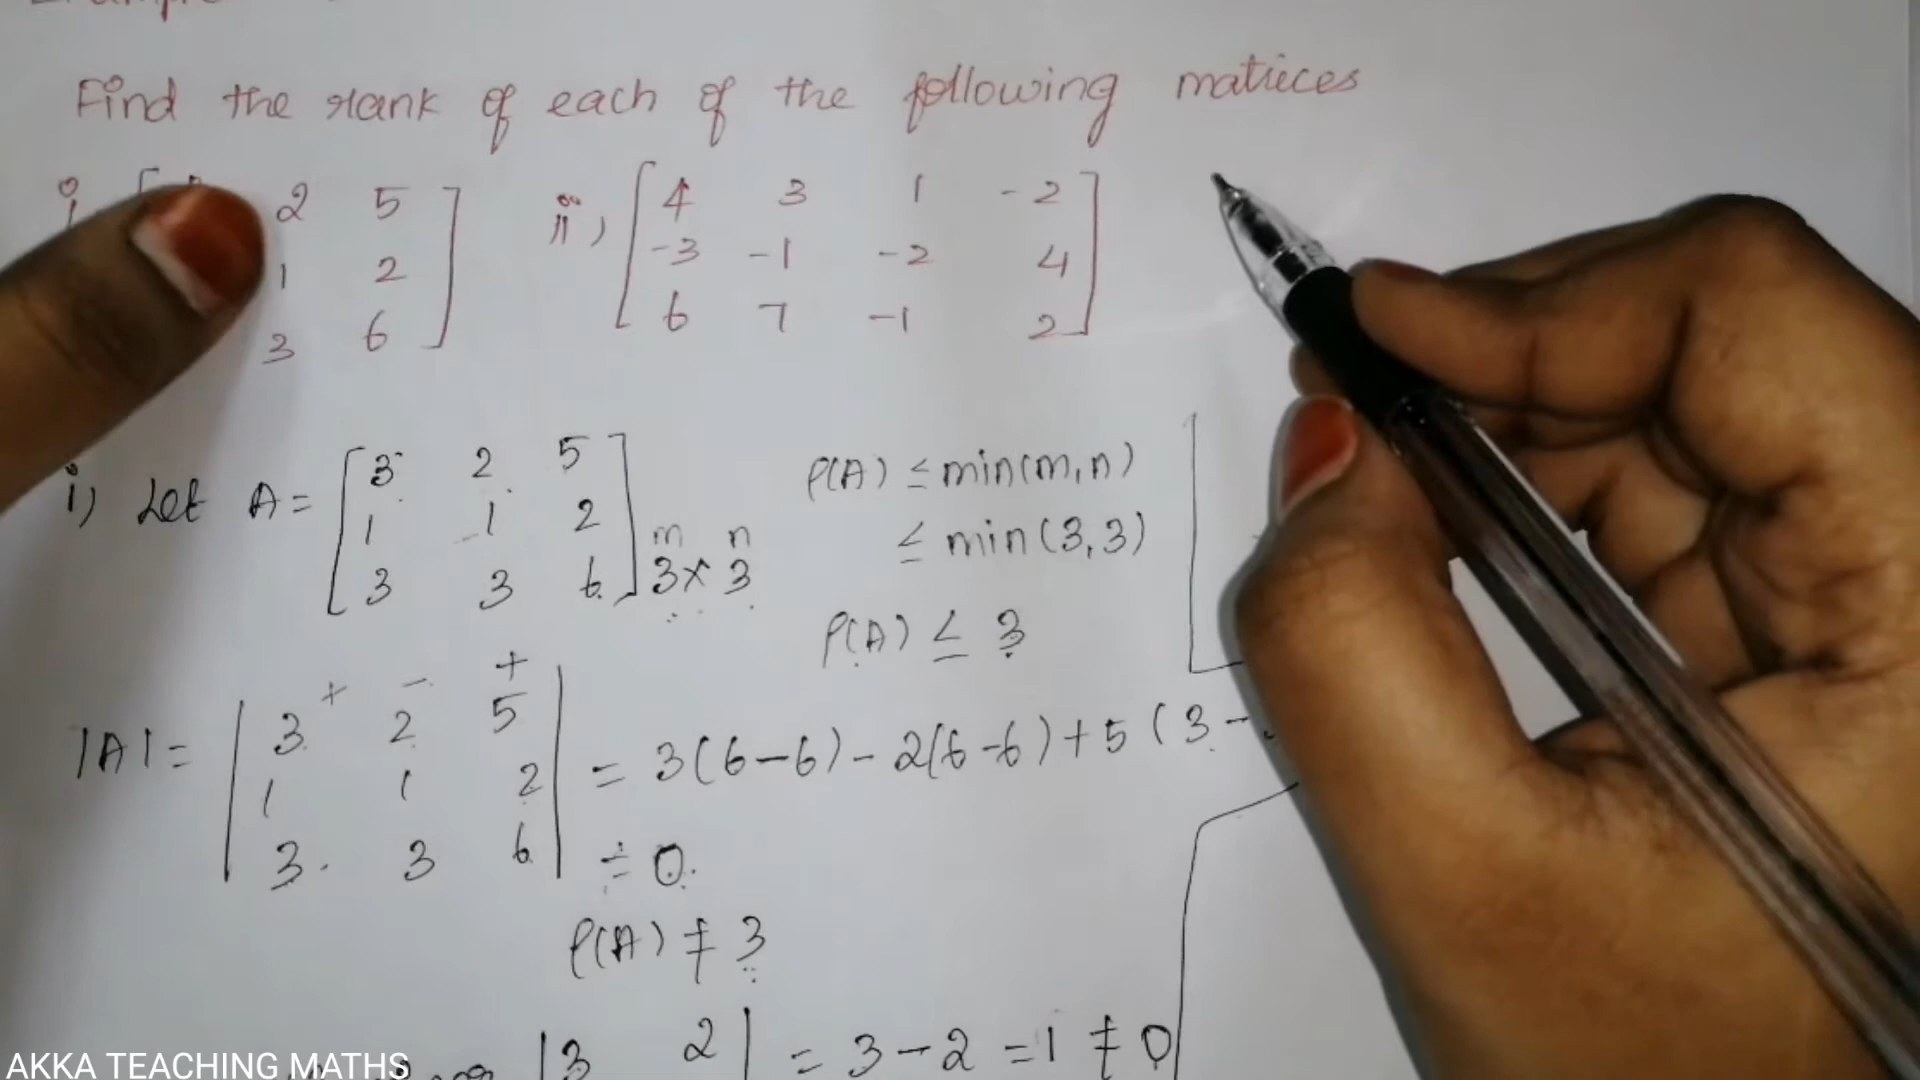 Find the rank of each of the following matrices
i 2 5 ii) 4 3 1 -2
1 2 -3 -1 -2 4
3 6 6 7 -1 2
i) Let A = 3 2 5
1 1 2
3 3 6 m n 3×3
ρ(A) ≤ min(m,n)
≤ min(3,3)
ρ(A) ≤ 3
+ - +
|A| = 3 2 5 = 3(6-6) - 2(6-6) + 5(3-
1 1 2
3 3 6 = 0.
ρ(A) ≠ 3
3 2 = 3-2 = 1 ≠ 0
AKKA TEACHING MATHS